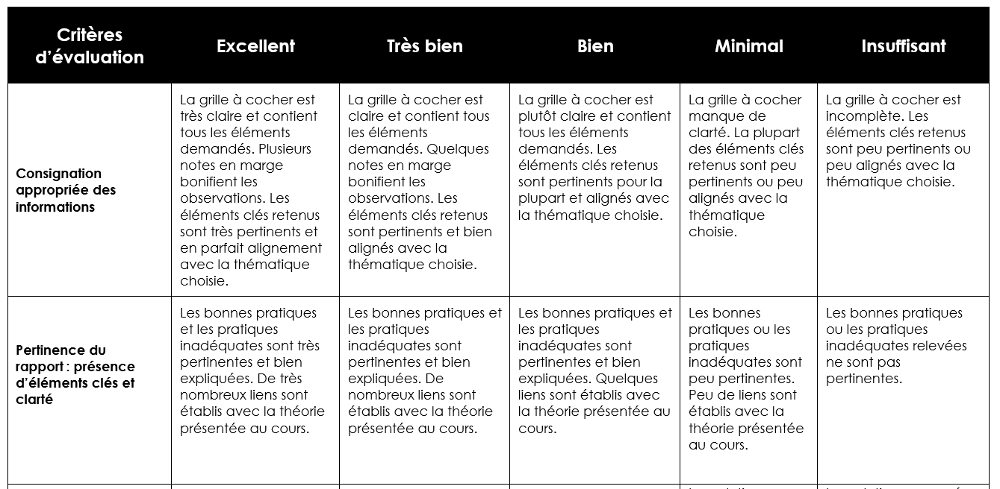 Critères
d’évaluation
Excellent
Très bien
Bien
Minimal
Insuffisant
Consignation
appropriée des
informations
La grille à cocher est
très claire et contient
tous les éléments
demandés. Plusieurs
notes en marge
bonifient les
observations. Les
éléments clés retenus
sont très pertinents et
en parfait alignement
avec la thématique
choisie.
La grille à cocher est
claire et contient tous
les éléments
demandés. Quelques
notes en marge
bonifient les
observations. Les
éléments clés retenus
sont pertinents et bien
alignés avec la
thématique choisie.
La grille à cocher est
plutôt claire et contient
tous les éléments
demandés. Les
éléments clés retenus
sont pertinents pour la
plupart et alignés avec
la thématique choisie.
La grille à cocher
manque de
clarté. La plupart
des éléments clés
retenus sont peu
pertinents ou peu
alignés avec la
thématique
choisie.
La grille à cocher est
incomplète. Les
éléments clés retenus
sont peu pertinents ou
peu alignés avec la
thématique choisie.
Pertinence du
rapport : présence
d’éléments clés et
clarté
Les bonnes pratiques
et les pratiques
inadéquates sont très
pertinentes et bien
expliquées. De très
nombreux liens sont
établis avec la théorie
présentée au cours.
Les bonnes pratiques et
les pratiques
inadéquates sont
pertinentes et bien
expliquées. De
nombreux liens sont
établis avec la théorie
présentée au cours.
Les bonnes pratiques et
les pratiques
inadéquates sont
pertinentes et bien
expliquées. Quelques
liens sont établis avec
la théorie présentée au
cours.
Les bonnes
pratiques ou les
pratiques
inadéquates sont
peu pertinentes.
Peu de liens sont
établis avec la
théorie présentée
au cours.
Les bonnes pratiques
ou les pratiques
inadéquates relevées
ne sont pas
pertinentes.